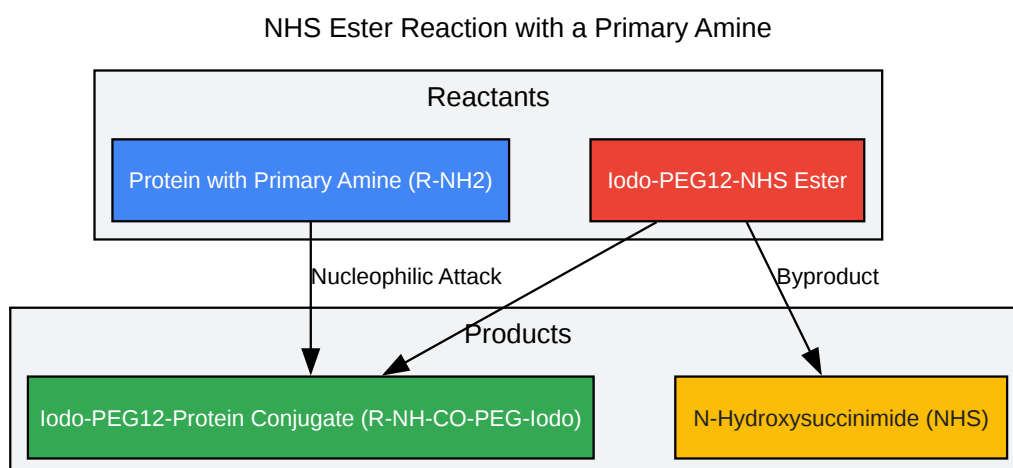 NHS Ester Reaction with a Primary Amine
Reactants
Protein with Primary Amine (R-NH2)
Iodo-PEG12-NHS Ester
Nucleophilic Attack
Byproduct
Products
Iodo-PEG12-Protein Conjugate (R-NH-CO-PEG-Iodo)
N-Hydroxysuccinimide (NHS)